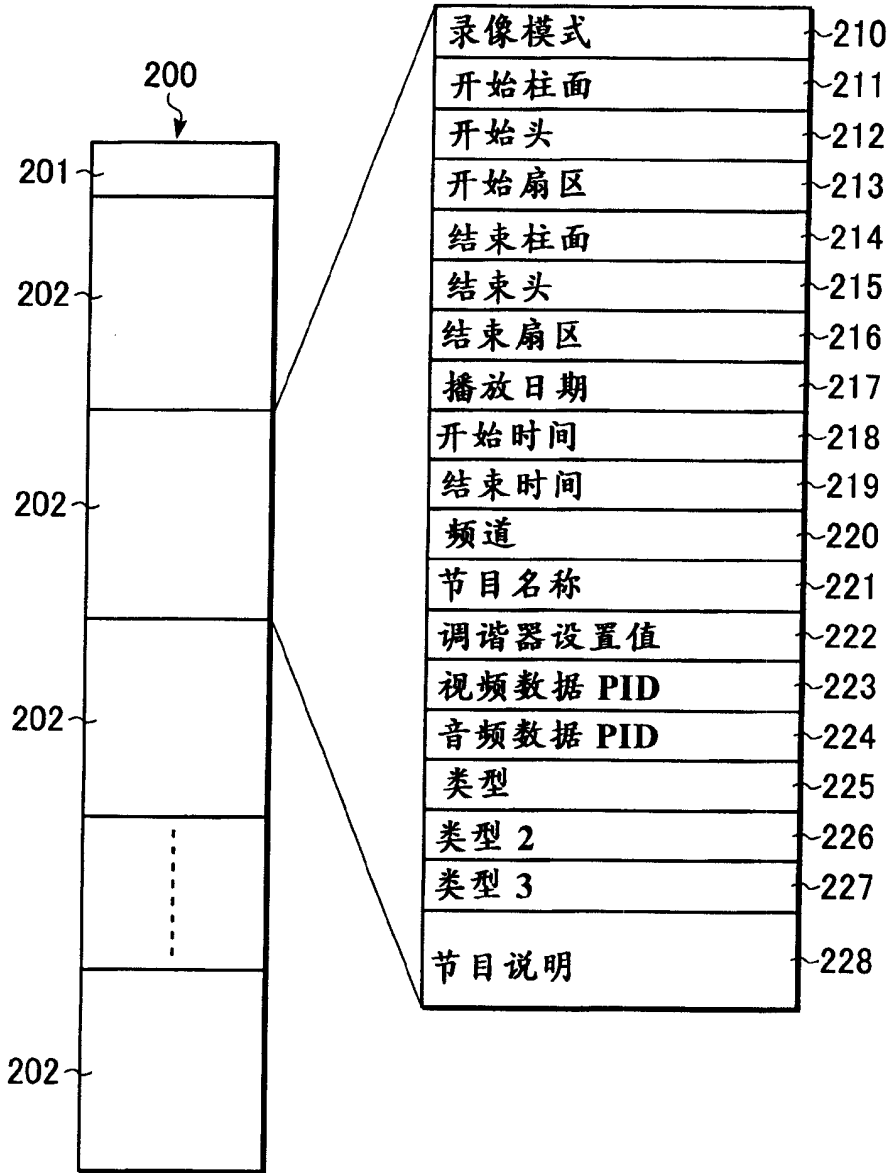 200
201
202
202
202
202
录像模式 210
开始柱面 211
开始头 212
开始扇区 213
结束柱面 214
结束头 215
结束扇区 216
播放日期 217
开始时间 218
结束时间 219
频道 220
节目名称 221
调谐器设置值 222
视频数据 PID 223
音频数据 PID 224
类型 225
类型 2 226
类型 3 227
节目说明 228